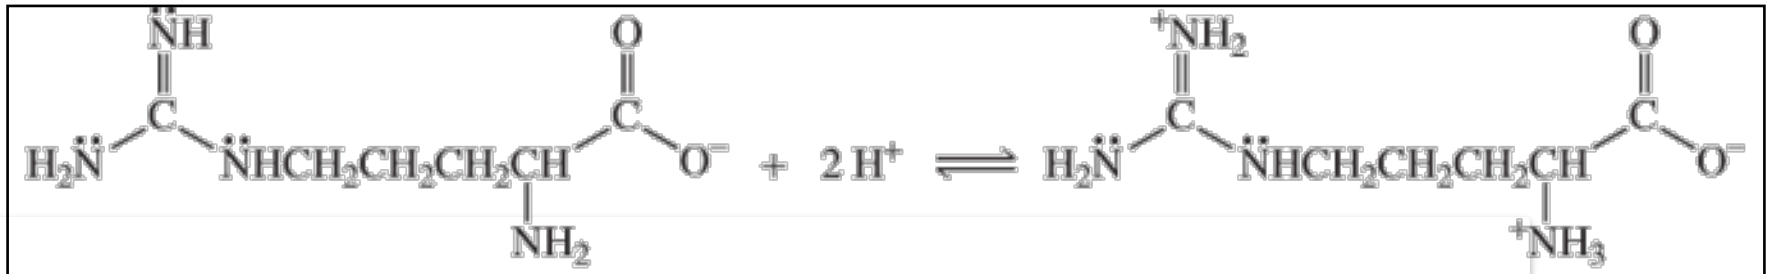 N̈H O ⁺NH₂ O
C C C C
H₂N̈ N̈HCH₂CH₂CH₂CH O⁻ + 2 H⁺ ⇌ H₂N̈ N̈HCH₂CH₂CH₂CH O⁻
NH₂ ⁺NH₃